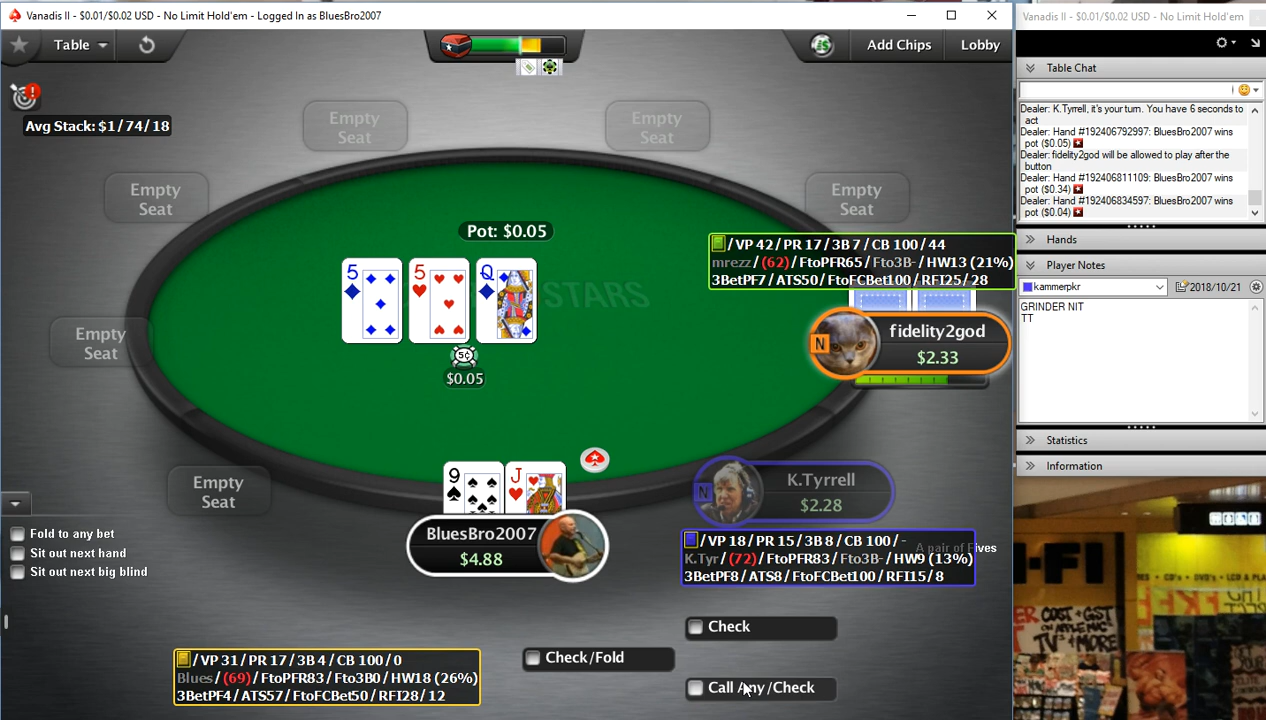 Vanadis II - $0.01/$0.02 USD - No Limit Hold'em - Logged In as BluesBro2007
Vanadis II - $0.01/$0.02 USD - No Limit Hold'em
Table
Add Chips
Lobby
Avg Stack: $1/74/18
Empty
Seat
Empty
Seat
Empty
Seat
Empty
Seat
Empty
Seat
Empty
Seat
Pot: $0.05
5
5
Q
STARS
5¢
$0.05
/VP 42/PR 17/3B 7/CB 100/44
mrezz/(62)/FtoPFR65/Fto3B-/HW13 (21%)
3BetPF7/ATS50/FtoFCBet100/RFI25/28
N
fidelity2god
$2.33
9
J
BluesBro2007
$4.88
N
K.Tyrrell
$2.28
A pair of Fives
/VP 18/PR 15/3B 8/CB 100/-
K.Tyr/(72)/FtoPFR83/Fto3B-/HW9 (13%)
3BetPF8/ATS8/FtoFCBet100/RFI15/8
Fold to any bet
Sit out next hand
Sit out next big blind
/VP 31/PR 17/3B 4/CB 100/0
Blues/(69)/FtoPFR83/Fto3B0/HW18 (26%)
3BetPF4/ATS57/FtoFCBet50/RFI28/12
Check/Fold
Check
Call Any/Check
Table Chat
Dealer: K.Tyrrell, it's your turn. You have 6 seconds to
act
Dealer: Hand #192406792997: BluesBro2007 wins
pot ($0.05)
Dealer: fidelity2god will be allowed to play after the
button
Dealer: Hand #192406811109: BluesBro2007 wins
pot ($0.34)
Dealer: Hand #192406834597: BluesBro2007 wins
pot ($0.04)
Hands
Player Notes
kammerpkr
2018/10/21
GRINDER NIT
TT
Statistics
Information